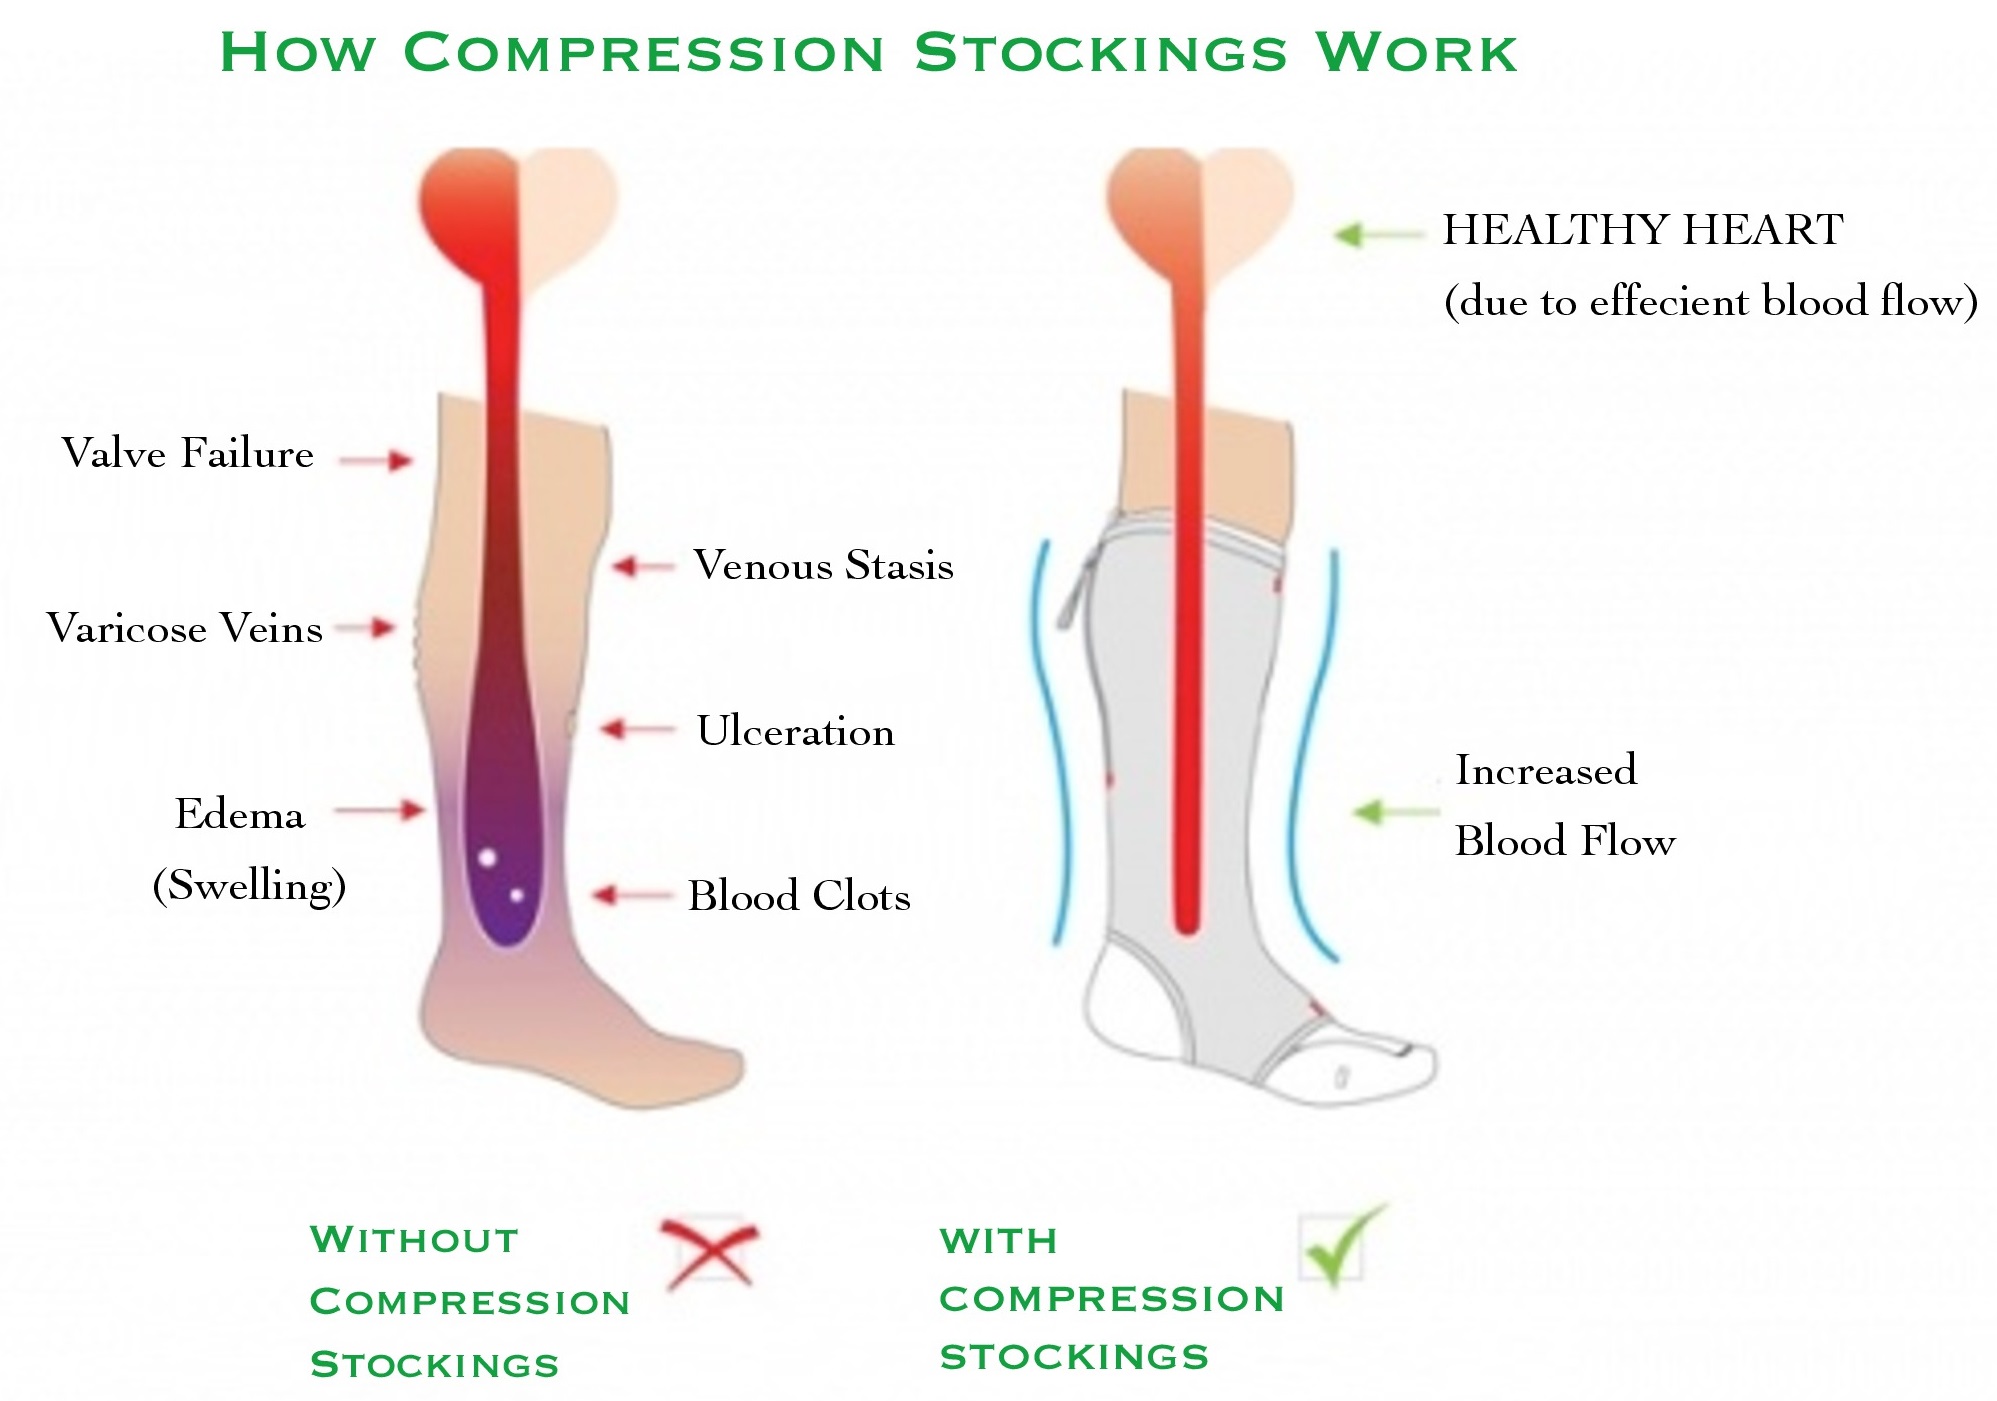 HOW COMPRESSION STOCKINGS WORK
HEALTHY HEART
(due to effecient blood flow)
Valve Failure
Venous Stasis
Varicose Veins
Ulceration
Edema
(Swelling)
Increased
Blood Flow
Blood Clots
WITHOUT
COMPRESSION
STOCKINGS
WITH
COMPRESSION
STOCKINGS